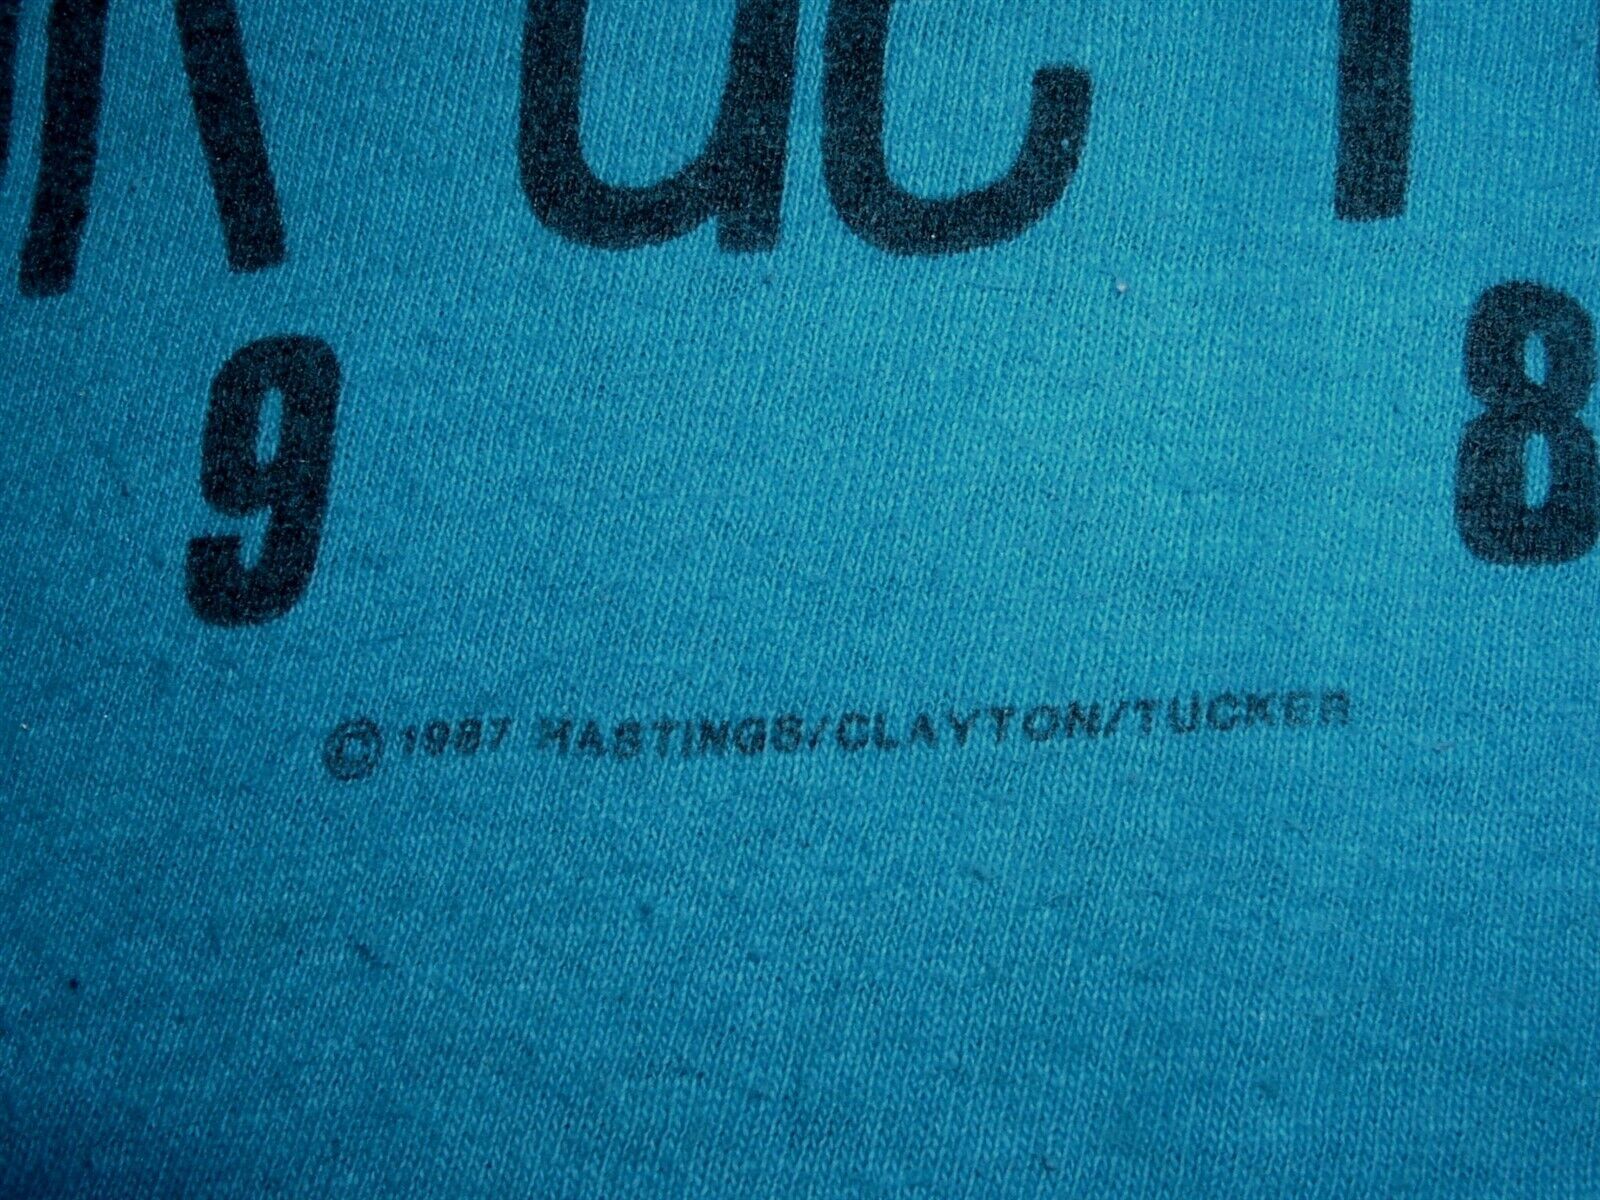 9 8
© 1987 HASTINGS/CLAYTON/TUCKER